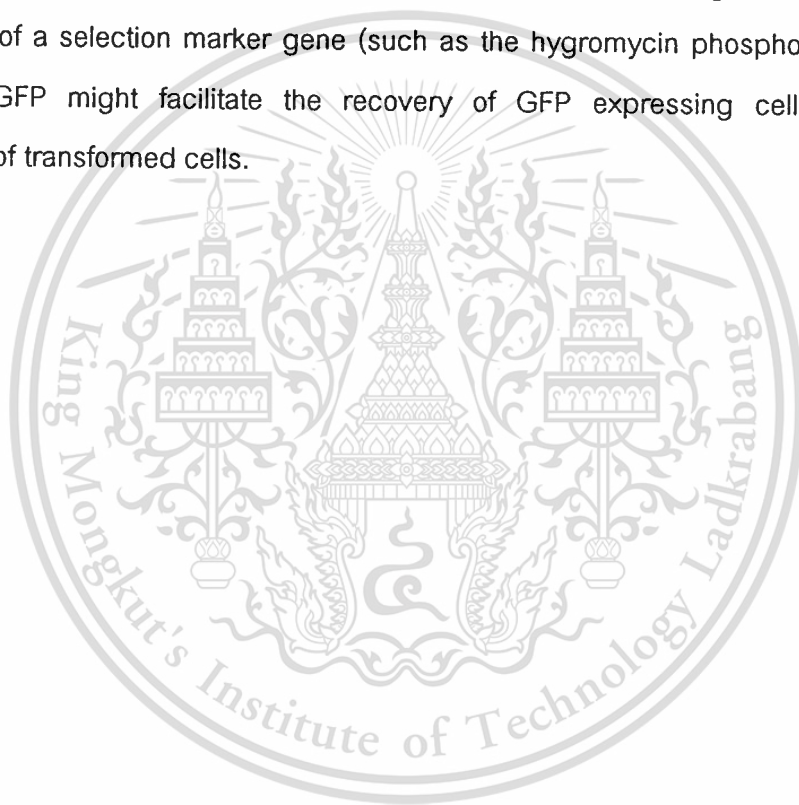 of a selection marker gene (such as the hygromycin phospho
GFP might facilitate the recovery of GFP expressing cell
of transformed cells.
King Mongkut's Institute of Technology Ladkrabang